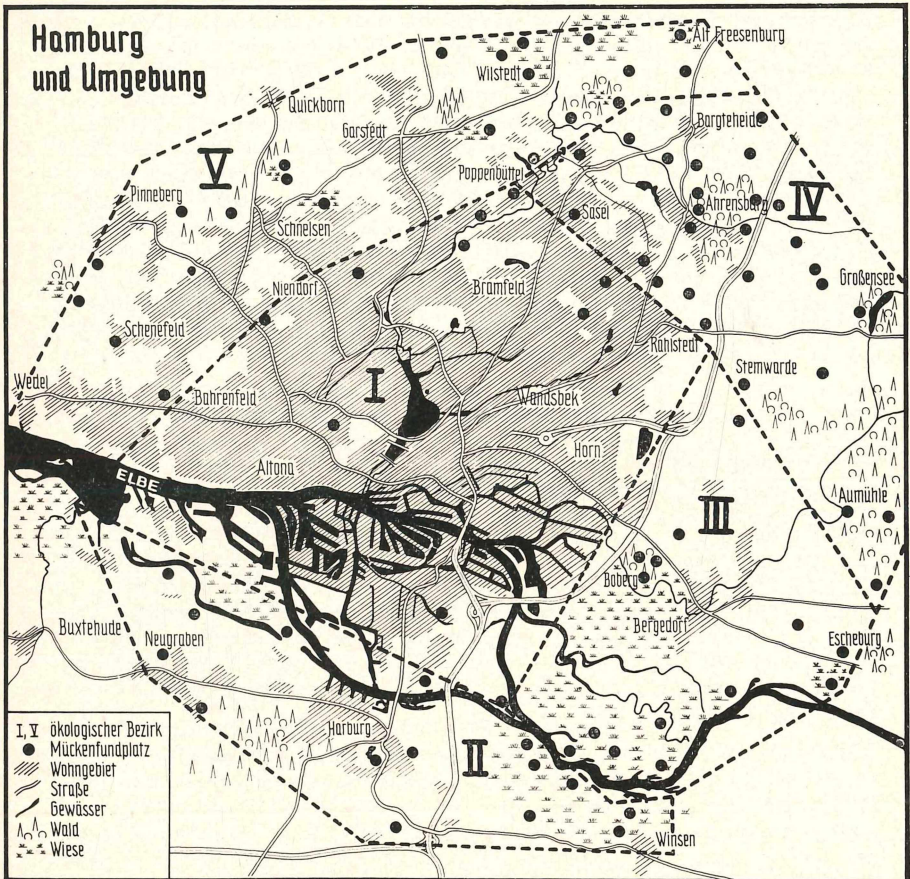 Hamburg
und Umgebung
Alt Freesenburg
Wilstedt
Quickborn
Garstedt
Bargteheide
V
Poppenbüttel
Pinneberg
Ahrensburg
IV
Sasel
Schnelsen
Niendorf
Bramfeld
Großensee
Schenefeld
Rahlstedt
Stemwarde
Wedel
I
Bahrenfeld
Wandsbek
Altona
Horn
ELBE
Aumühle
III
Boberg
Bergedorf
Buxtehude
Neugraben
Escheburg
Harburg
II
Winsen
I, V ökologischer Bezirk
Mückenfundplatz
Wohngebiet
Straße
Gewässer
Wald
Wiese